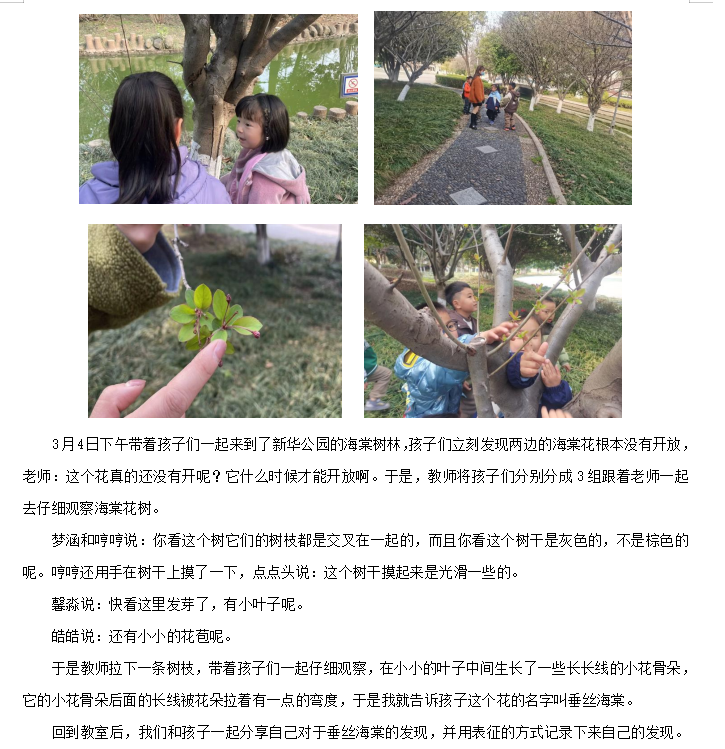 3月4日下午带着孩子们一起来到了新华公园的海棠树林,孩子们立刻发现两边的海棠花根本没有开放,
老师：这个花真的还没有开呢？它什么时候才能开放啊。于是，教师将孩子们分别分成 3 组跟着老师一起
去仔细观察海棠花树。
梦涵和哼哼说：你看这个树它们的树枝都是交叉在一起的，而且你看这个树干是灰色的，不是棕色的
呢。哼哼还用手在树干上摸了一下，点点头说：这个树干摸起来是光滑一些的。
馨淼说：快看这里发芽了，有小叶子呢。
皓皓说：还有小小的花苞呢。
于是教师拉下一条树枝，带着孩子们一起仔细观察，在小小的叶子中间生长了一些长长线的小花骨朵，
它的小花骨朵后面的长线被花朵拉着有一点的弯度，于是我就告诉孩子这个花的名字叫垂丝海棠。
回到教室后，我们和孩子一起分享自己对于垂丝海棠的发现，并用表征的方式记录下来自己的发现。